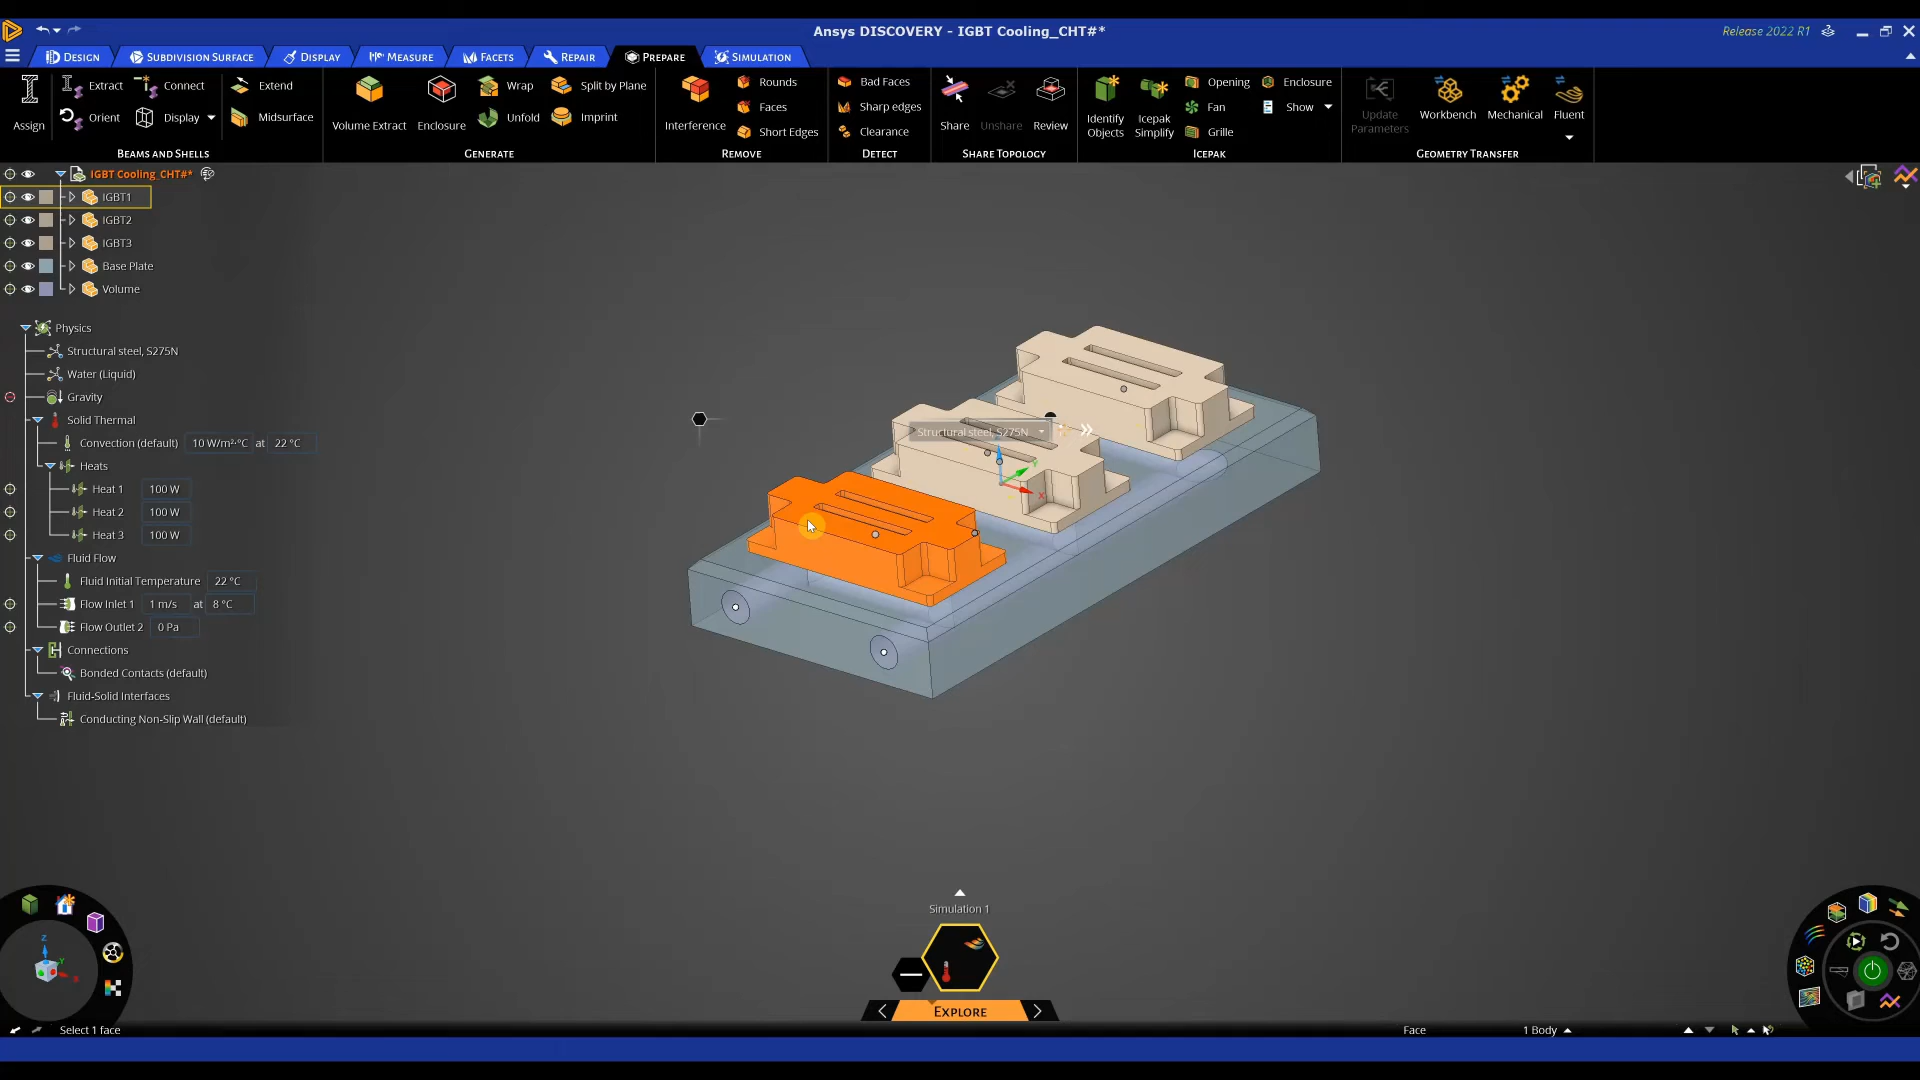 Ansys DISCOVERY - IGBT Cooling_CHT#*
Release 2022 R1
DESIGN
SUBDIVISION SURFACE
DISPLAY
MEASURE
FACETS
REPAIR
PREPARE
SIMULATION
Assign
Extract
Connect
Extend
Orient
Display
Midsurface
BEAMS AND SHELLS
Volume Extract
Enclosure
Wrap
Split by Plane
Unfold
Imprint
GENERATE
Interference
Rounds
Faces
Short Edges
REMOVE
Bad Faces
Sharp edges
Clearance
DETECT
Share
Unshare
Review
SHARE TOPOLOGY
Identify
Objects
Icepak
Simplify
Opening
Fan
Grille
Enclosure
Show
ICEPAK
Update
Parameters
Workbench
Mechanical
Fluent
GEOMETRY TRANSFER
IGBT Cooling_CHT#*
IGBT1
IGBT2
IGBT3
Base Plate
Volume
Physics
Structural steel, S275N
Water (Liquid)
Gravity
Solid Thermal
Convection (default) 10 W/m²·°C at 22 °C
Heats
Heat 1 100 W
Heat 2 100 W
Heat 3 100 W
Fluid Flow
Fluid Initial Temperature 22 °C
Flow Inlet 1 1 m/s at 8 °C
Flow Outlet 2 0 Pa
Connections
Bonded Contacts (default)
Fluid-Solid Interfaces
Conducting Non-Slip Wall (default)
Structural steel, S275N
Y
X
Z
Y
X
Simulation 1
EXPLORE
Select 1 face
Face
1 Body